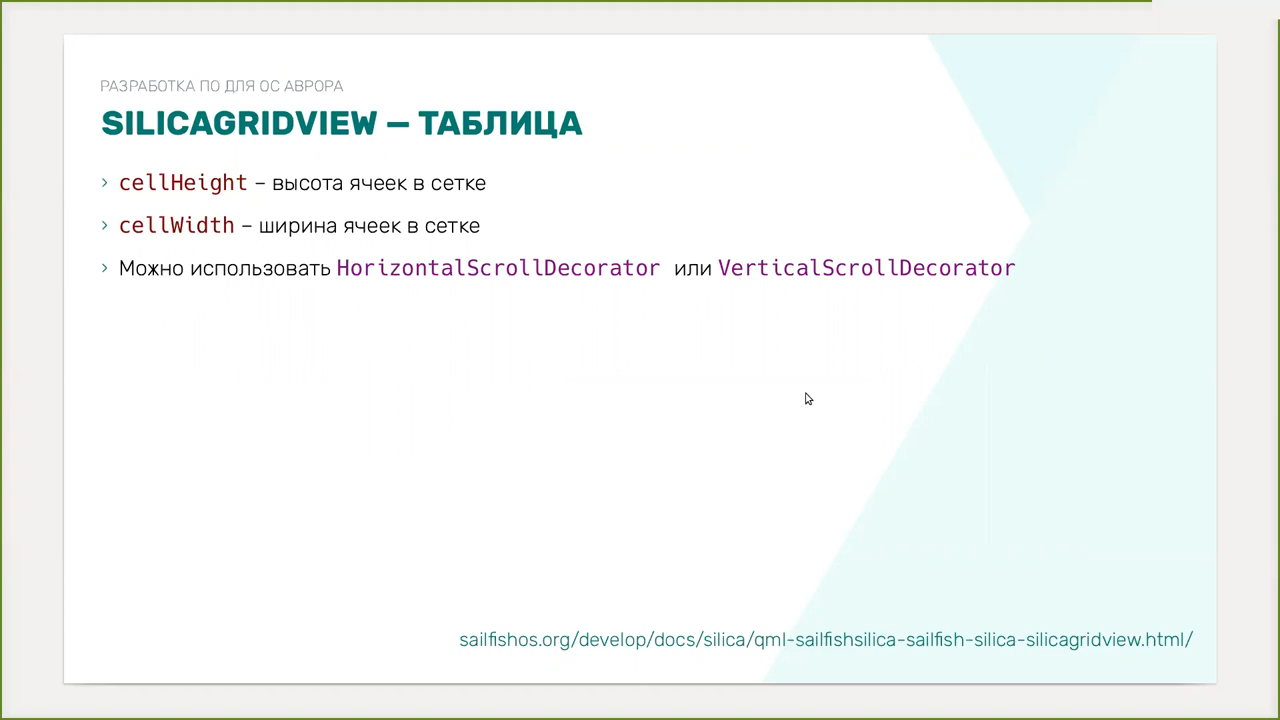 РАЗРАБОТКА ПО ДЛЯ ОС АВРОРА
SILICAGRIDVIEW – ТАБЛИЦА
› cellHeight – высота ячеек в сетке
› cellWidth – ширина ячеек в сетке
› Можно использовать HorizontalScrollDecorator или VerticalScrollDecorator
sailfishos.org/develop/docs/silica/qml-sailfishsilica-sailfish-silica-silicagridview.html/